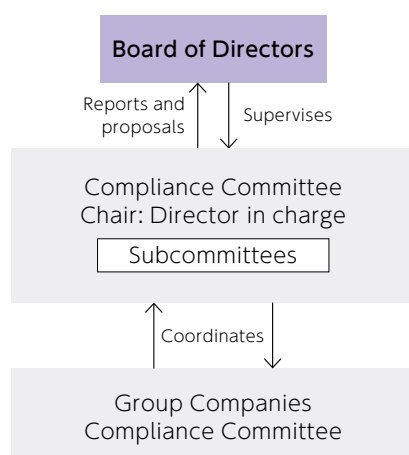 Board of Directors
Reports and
proposals
Supervises
Compliance Committee
Chair: Director in charge
Subcommittees
Coordinates
Group Companies
Compliance Committee